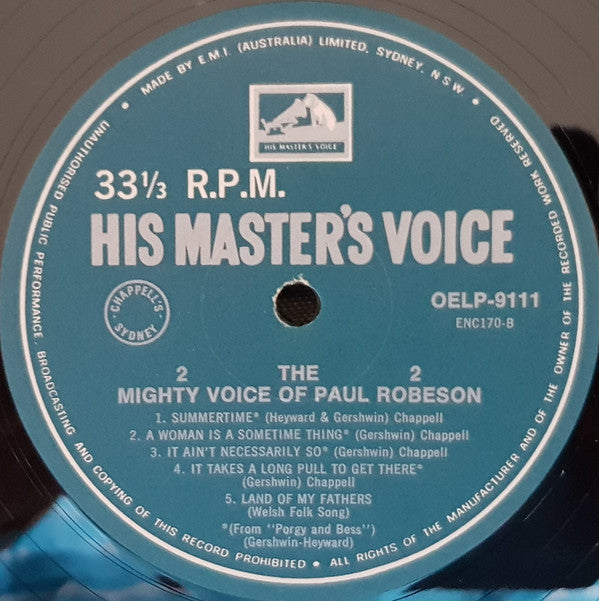 MADE BY E.M.I. (AUSTRALIA) LIMITED, SYDNEY, N.S.W.
HIS MASTER'S VOICE
33⅓ R.P.M.
HIS MASTER'S VOICE
CHAPPELL'S
SYDNEY
OELP-9111
ENC170-B
2 THE 2
MIGHTY VOICE OF PAUL ROBESON
1. SUMMERTIME* (Heyward & Gershwin) Chappell
2. A WOMAN IS A SOMETIME THING* (Gershwin) Chappell
3. IT AIN'T NECESSARILY SO* (Gershwin) Chappell
4. IT TAKES A LONG PULL TO GET THERE*
(Gershwin) Chappell
5. LAND OF MY FATHERS
(Welsh Folk Song)
*(From "Porgy and Bess")
(Gershwin-Heyward)
UNAUTHORISED PUBLIC PERFORMANCE. BROADCASTING AND COPYING OF THIS RECORD PROHIBITED • ALL RIGHTS OF THE MANUFACTURER AND OF THE OWNER OF THE RECORDED WORK RESERVED